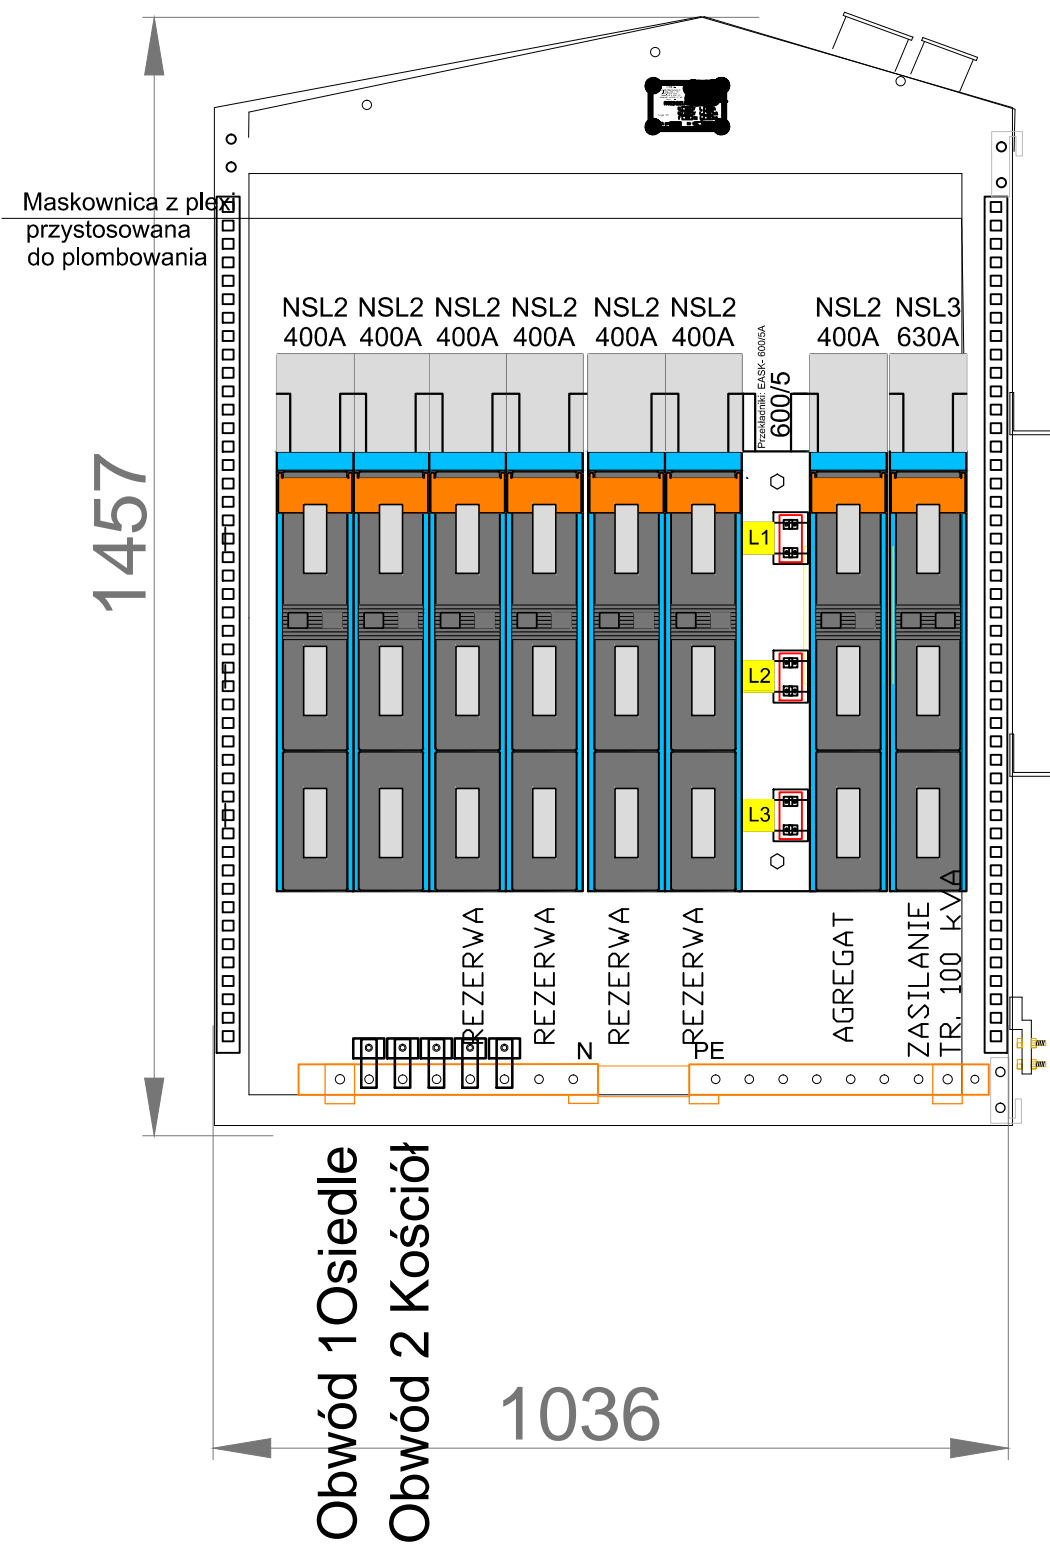 Maskownica z plexi
przystosowana
do plombowania
NSL2 NSL2 NSL2 NSL2 NSL2 NSL2 NSL2 NSL3
400A 400A 400A 400A 400A 400A 400A 630A
Przekładniki: EASK- 600/5A
600/5
1457
L1
L2
L3
REZERWA
REZERWA
REZERWA
REZERWA
AGREGAT
ZASILANIE
TR. 100 kVA
N
PE
Obwód 1Osiedle
Obwód 2 Kościół
1036